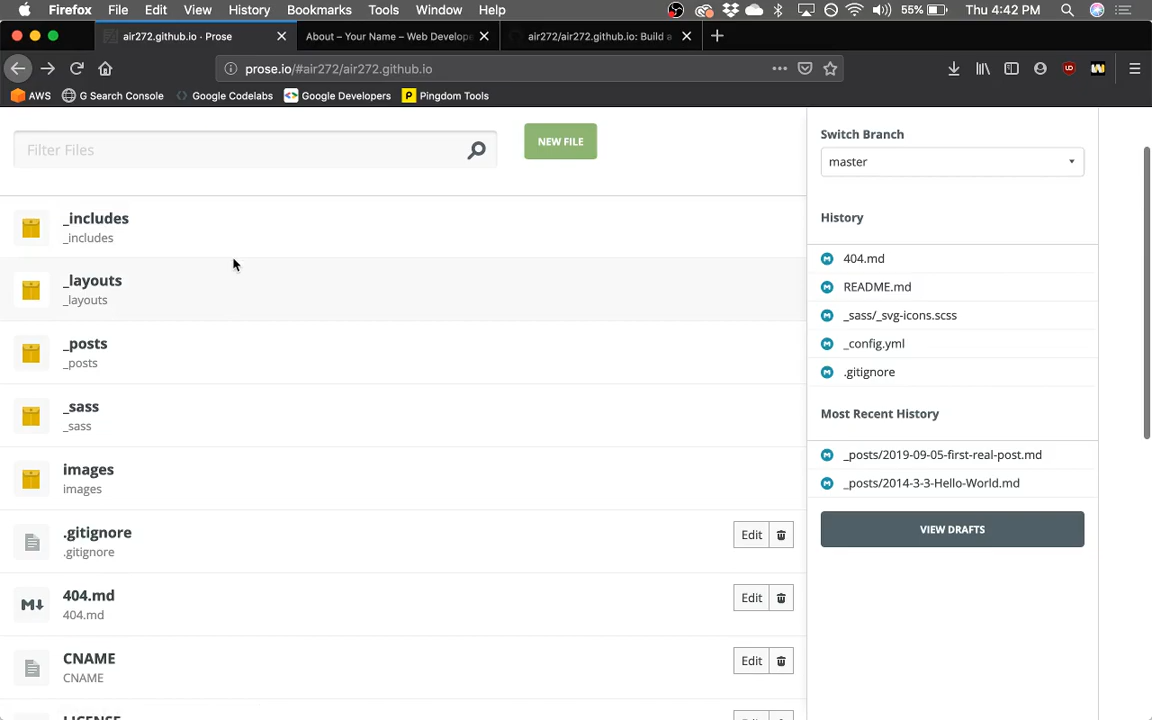 Firefox File Edit View History Bookmarks Tools Window Help 55% Thu 4:42 PM
air272.github.io · Prose
About – Your Name – Web Develope
air272/air272.github.io: Build a
prose.io/#air272/air272.github.io
AWS G Search Console Google Codelabs Google Developers Pingdom Tools
Filter Files
NEW FILE
_includes
_includes
_layouts
_layouts
_posts
_posts
_sass
_sass
images
images
.gitignore
.gitignore
Edit
M
404.md
404.md
Edit
CNAME
CNAME
Edit
LICENSE
Switch Branch
master
History
M 404.md
M README.md
M _sass/_svg-icons.scss
M _config.yml
M .gitignore
Most Recent History
M _posts/2019-09-05-first-real-post.md
M _posts/2014-3-3-Hello-World.md
VIEW DRAFTS